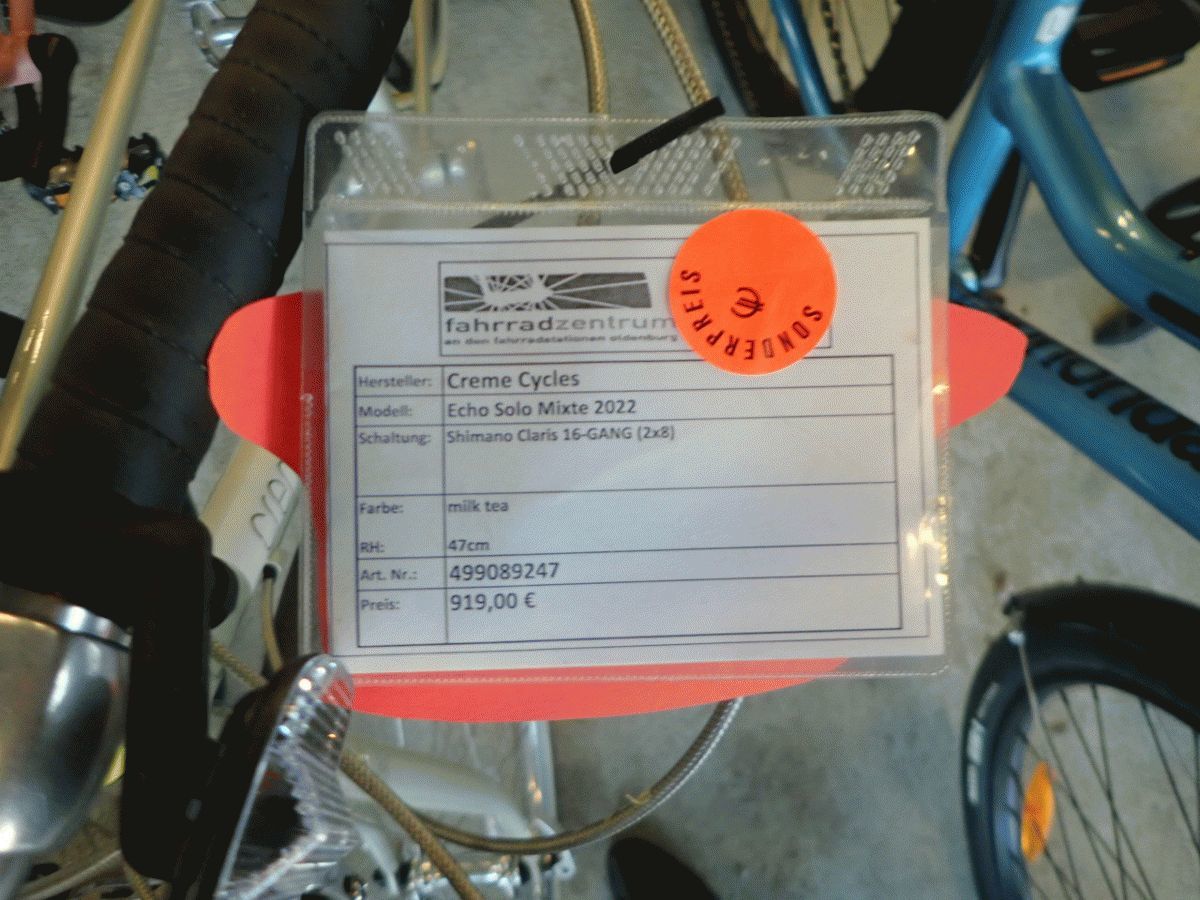 fahrradzentrum
an den fahrradstationen oldenburg
SONDERPREIS
Hersteller: Creme Cycles
Modell: Echo Solo Mixte 2022
Schaltung: Shimano Claris 16-GANG (2x8)
Farbe: milk tea
RH: 47cm
Art. Nr.: 499089247
Preis: 919,00 €